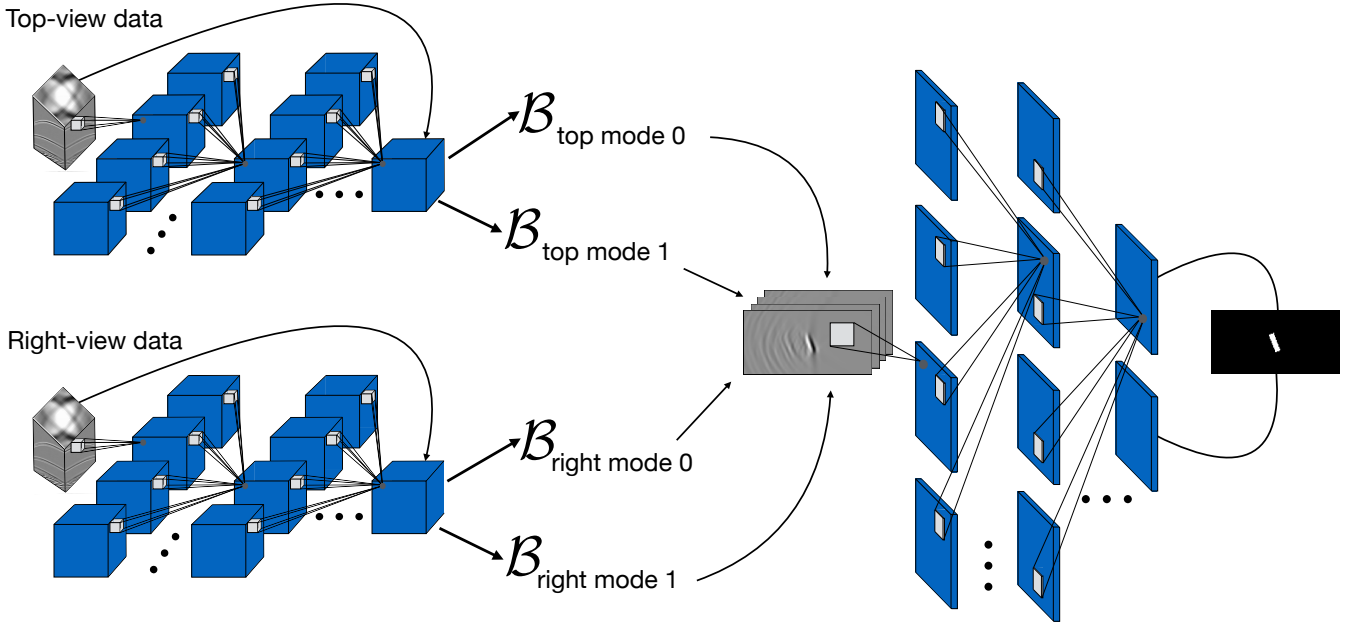 Top-view data
ℬ top mode 0
ℬ top mode 1
Right-view data
ℬ right mode 0
ℬ right mode 1